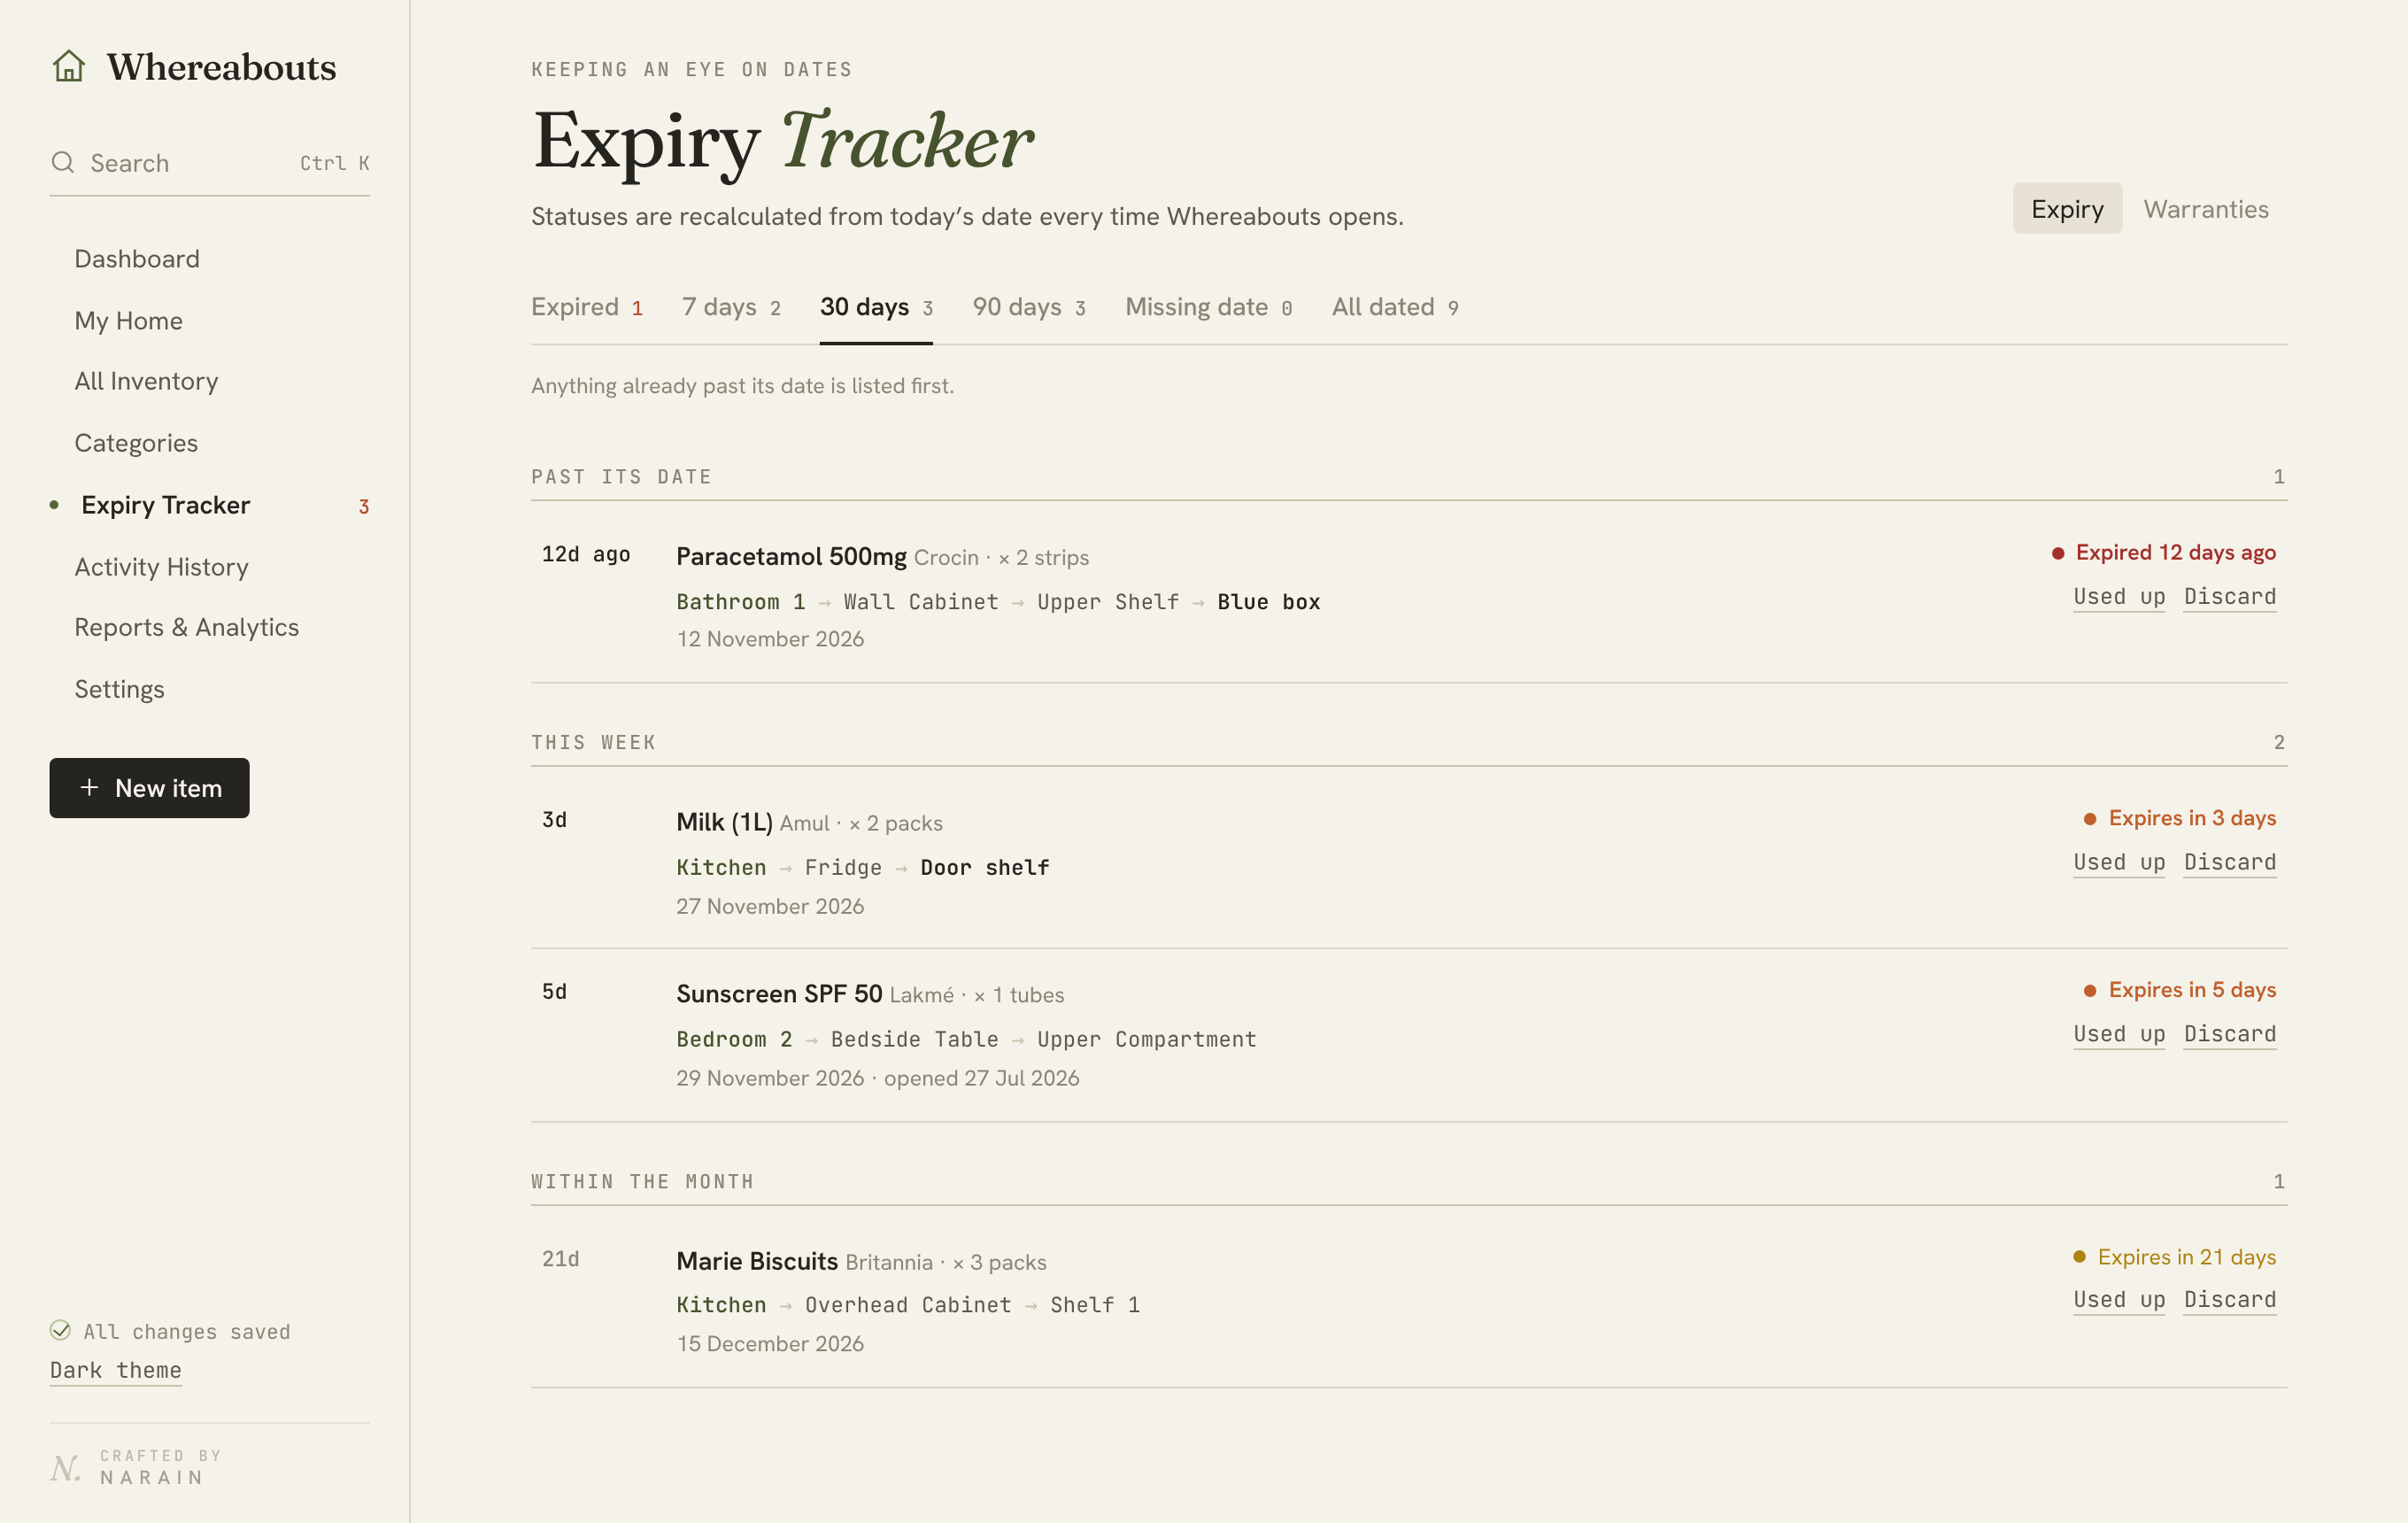 Whereabouts
Search Ctrl K
Dashboard
My Home
All Inventory
Categories
Expiry Tracker 3
Activity History
Reports & Analytics
Settings
+ New item
All changes saved
Dark theme
N. CRAFTED BY
NARAIN
KEEPING AN EYE ON DATES
Expiry Tracker
Statuses are recalculated from today’s date every time Whereabouts opens.
Expiry Warranties
Expired 1 7 days 2 30 days 3 90 days 3 Missing date 0 All dated 9
Anything already past its date is listed first.
PAST ITS DATE 1
12d ago Paracetamol 500mg Crocin · × 2 strips Expired 12 days ago
Bathroom 1 → Wall Cabinet → Upper Shelf → Blue box Used up Discard
12 November 2026
THIS WEEK 2
3d Milk (1L) Amul · × 2 packs Expires in 3 days
Kitchen → Fridge → Door shelf Used up Discard
27 November 2026
5d Sunscreen SPF 50 Lakmé · × 1 tubes Expires in 5 days
Bedroom 2 → Bedside Table → Upper Compartment Used up Discard
29 November 2026 · opened 27 Jul 2026
WITHIN THE MONTH 1
21d Marie Biscuits Britannia · × 3 packs Expires in 21 days
Kitchen → Overhead Cabinet → Shelf 1 Used up Discard
15 December 2026